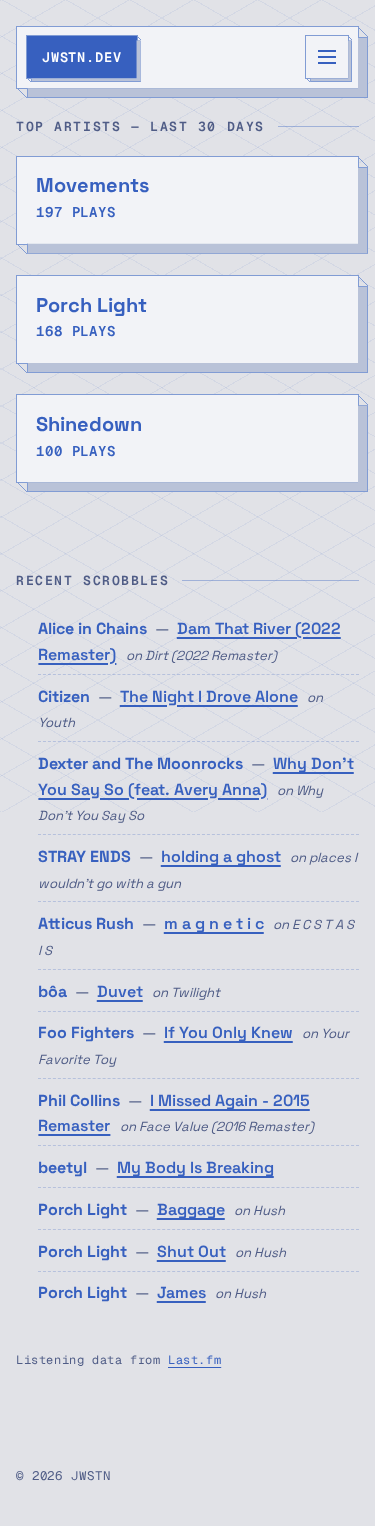 JWSTN.DEV
TOP ARTISTS — LAST 30 DAYS
Movements
197 PLAYS
Porch Light
168 PLAYS
Shinedown
100 PLAYS
RECENT SCROBBLES
Alice in Chains — Dam That River (2022
Remaster) on Dirt (2022 Remaster)
Citizen — The Night I Drove Alone on
Youth
Dexter and The Moonrocks — Why Don't
You Say So (feat. Avery Anna) on Why
Don't You Say So
STRAY ENDS — holding a ghost on places I
wouldn't go with a gun
Atticus Rush — m a g n e t i c on E C S T A S
I S
bôa — Duvet on Twilight
Foo Fighters — If You Only Knew on Your
Favorite Toy
Phil Collins — I Missed Again - 2015
Remaster on Face Value (2016 Remaster)
beetyl — My Body Is Breaking
Porch Light — Baggage on Hush
Porch Light — Shut Out on Hush
Porch Light — James on Hush
Listening data from Last.fm
© 2026 JWSTN